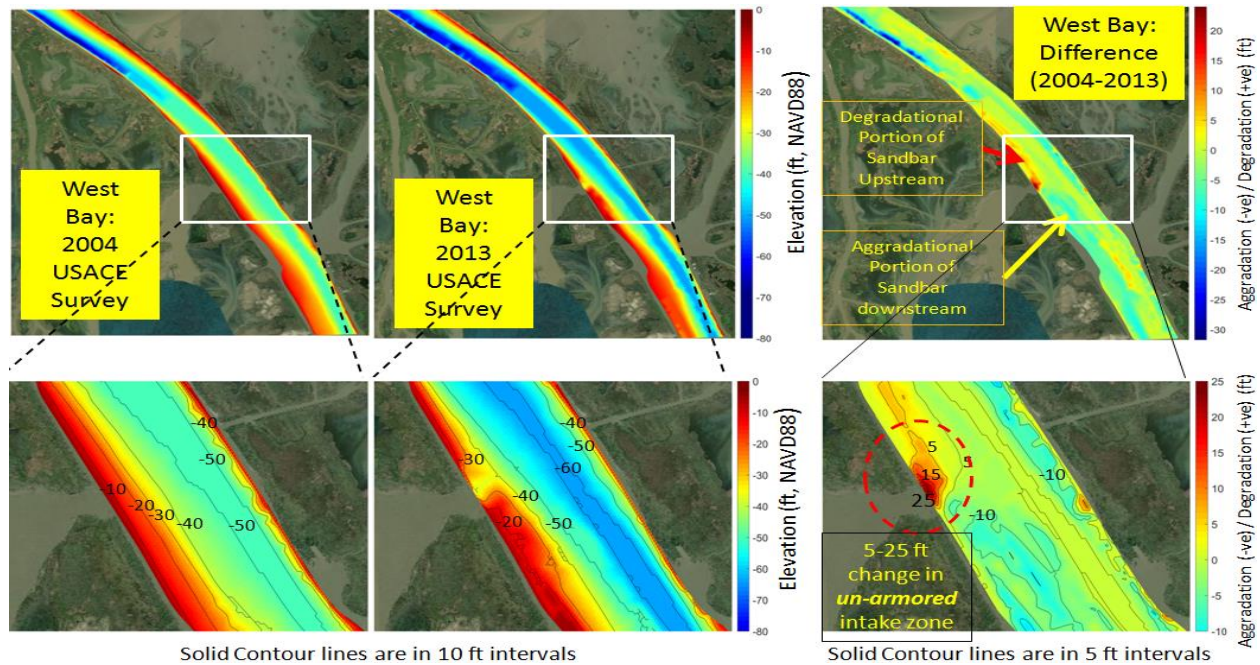 West
Bay:
2004
USACE
Survey
West
Bay:
2013
USACE
Survey
0
-10
-20
-30
-40
-50
-60
-70
-80
Elevation (ft, NAVD88)
West Bay:
Difference
(2004-2013)
Degradational
Portion of
Sandbar
Upstream
Aggradational
Portion of
Sandbar
downstream
20
15
10
5
0
-5
-10
-15
-20
-25
-30
Aggradation (-ve)/ Degradation (+ve) (ft)
-40
-50
-10
-20
-30
-40
-50
-40
-50
-60
-30
-40
-20
-50
0
-10
-20
-30
-40
-50
-60
-70
-80
Elevation (ft, NAVD88)
5
5
-15
25
-10
-10
5-25 ft
change in
un-armored
intake zone
25
20
15
10
5
0
-5
-10
Aggradation (-ve)/ Degradation (+ve) (ft)
Solid Contour lines are in 10 ft intervals
Solid Contour lines are in 5 ft intervals